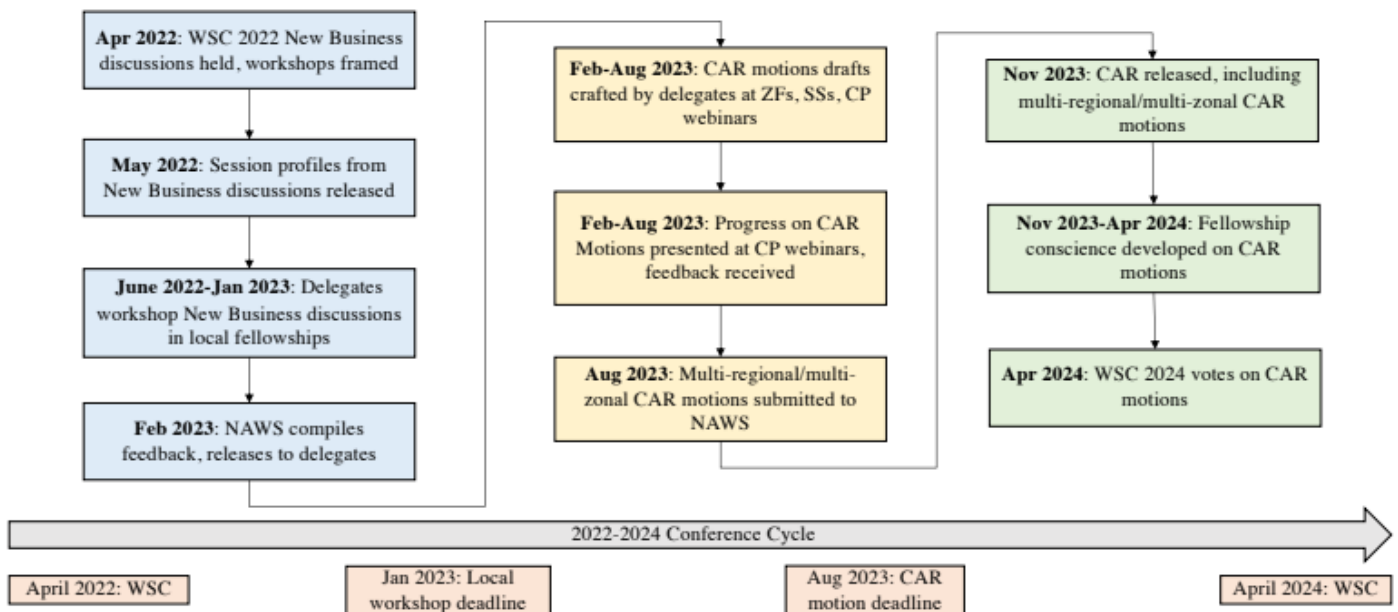 Apr 2022: WSC 2022 New Business
discussions held, workshops framed
May 2022: Session profiles from
New Business discussions released
June 2022-Jan 2023: Delegates
workshop New Business discussions
in local fellowships
Feb 2023: NAWS compiles
feedback, releases to delegates
Feb-Aug 2023: CAR motions drafts
crafted by delegates at ZFs, SSs, CP
webinars
Feb-Aug 2023: Progress on CAR
Motions presented at CP webinars,
feedback received
Aug 2023: Multi-regional/multi-
zonal CAR motions submitted to
NAWS
Nov 2023: CAR released, including
multi-regional/multi-zonal CAR
motions
Nov 2023-Apr 2024: Fellowship
conscience developed on CAR
motions
Apr 2024: WSC 2024 votes on CAR
motions
2022-2024 Conference Cycle
April 2022: WSC
Jan 2023: Local
workshop deadline
Aug 2023: CAR
motion deadline
April 2024: WSC